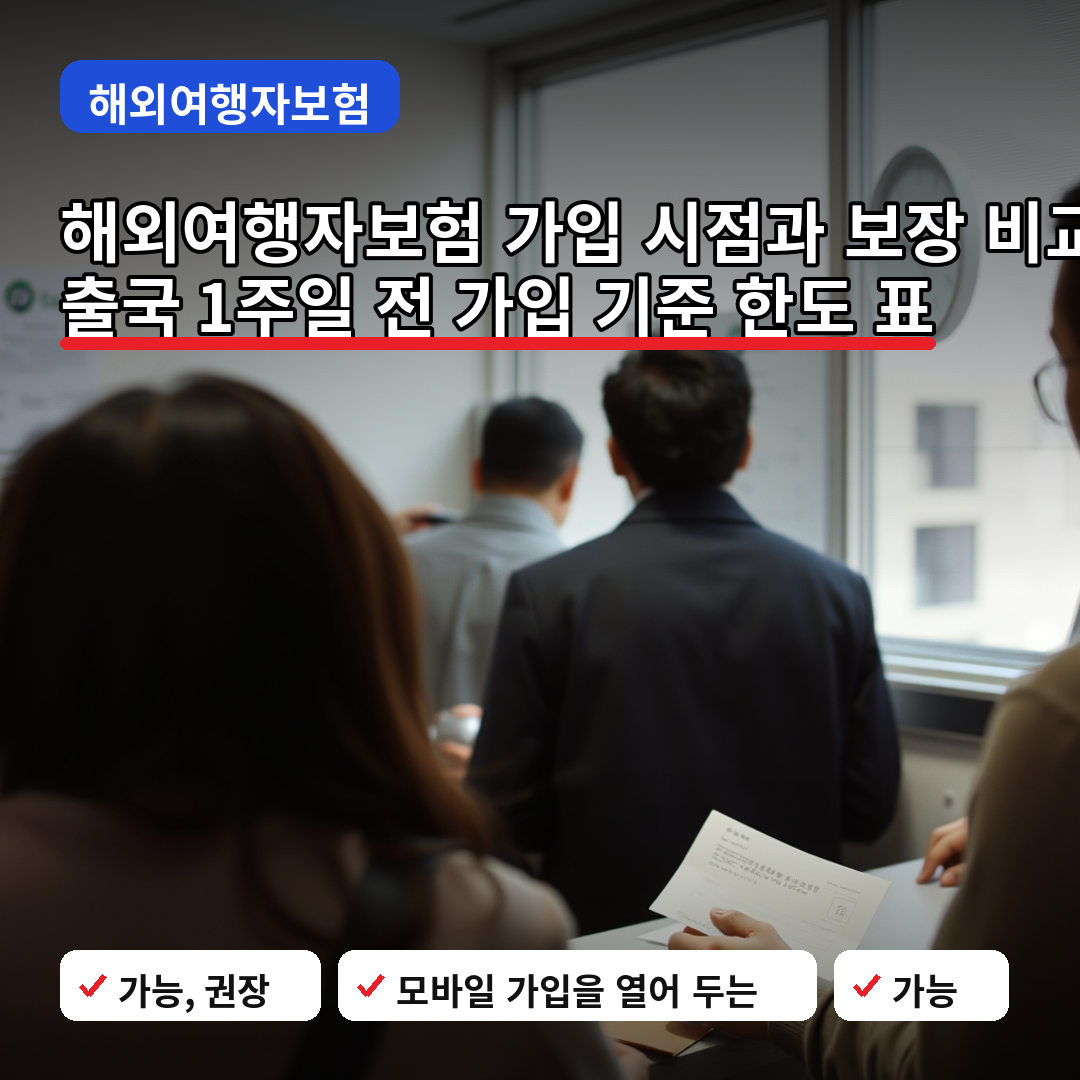 해외여행자보험
해외여행자보험 가입 시점과 보장 비교
출국 1주일 전 가입 기준 한도 표
가능, 권장
모바일 가입을 열어 두는
가능